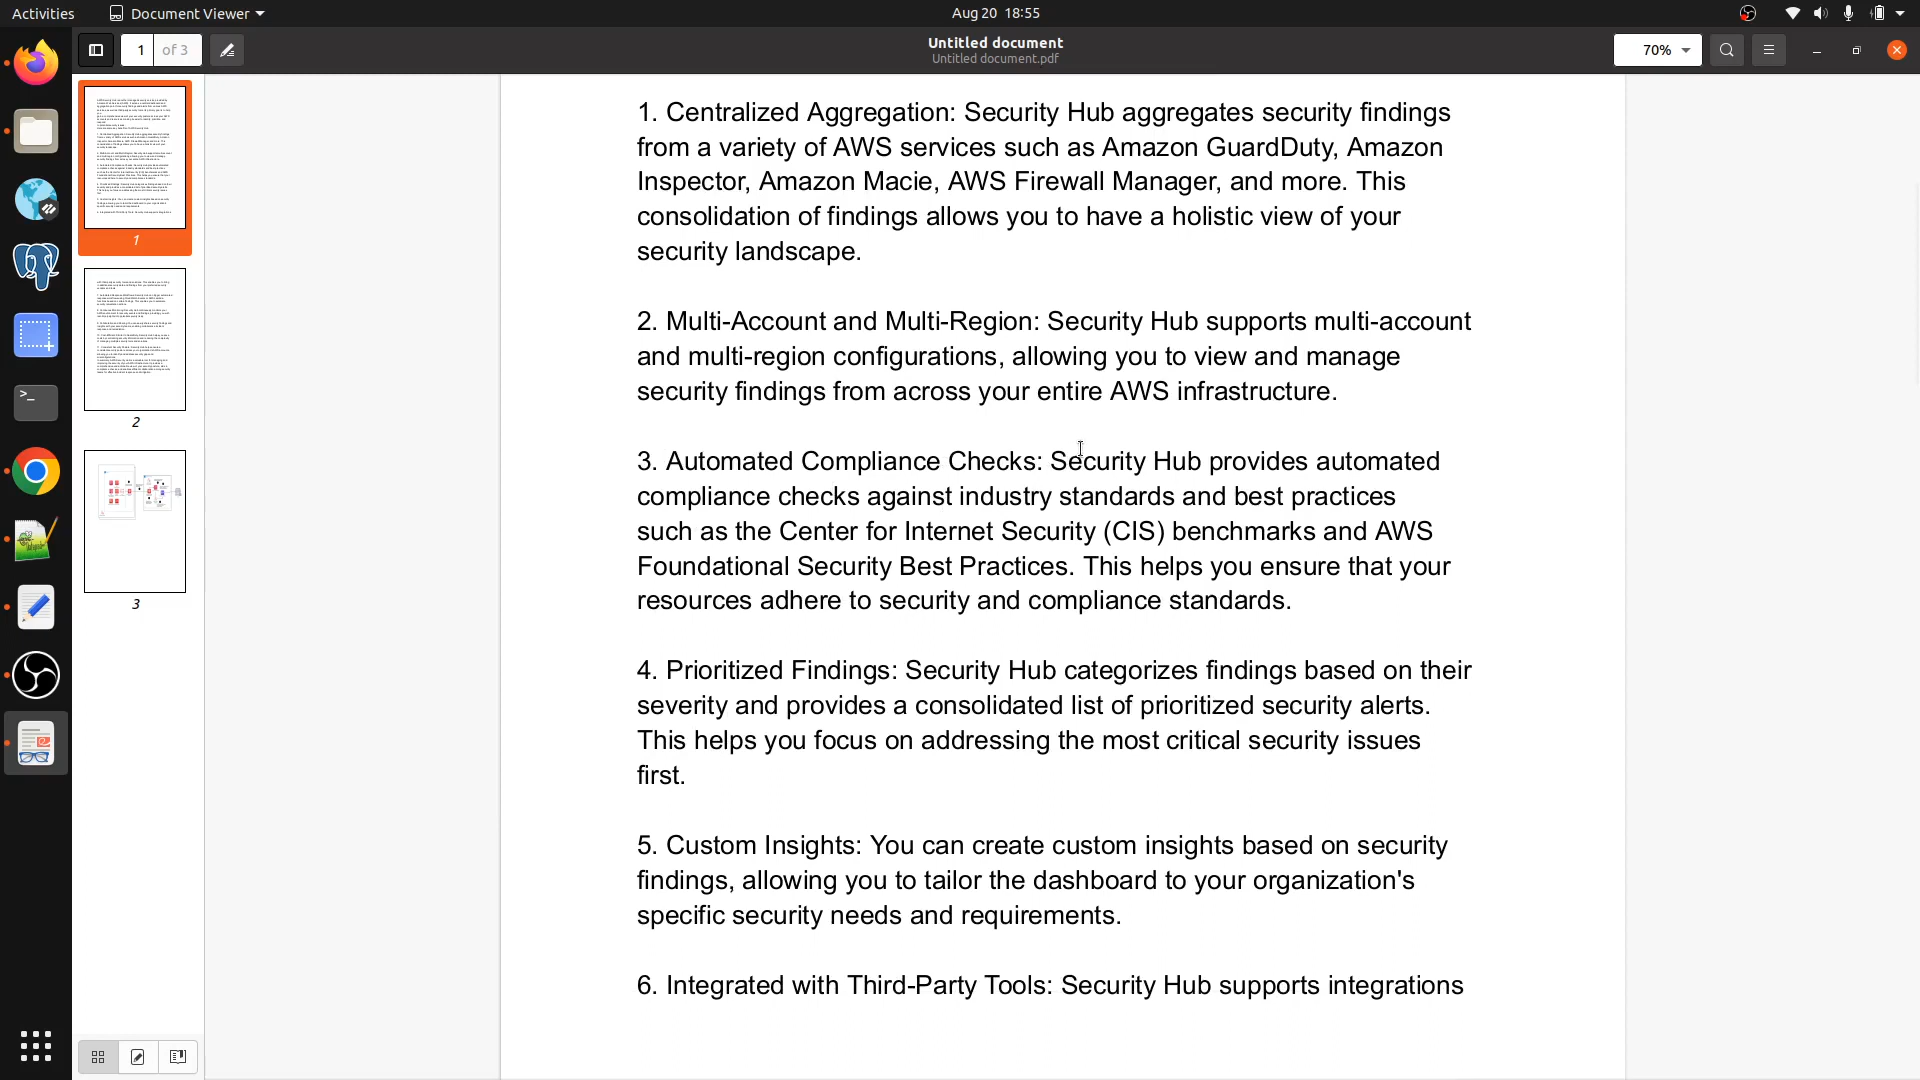 Activities
Document Viewer
Aug 20 18:55
1 of 3
Untitled document
Untitled document.pdf
70%
1
2
3
1. Centralized Aggregation: Security Hub aggregates security findings
from a variety of AWS services such as Amazon GuardDuty, Amazon
Inspector, Amazon Macie, AWS Firewall Manager, and more. This
consolidation of findings allows you to have a holistic view of your
security landscape.
2. Multi-Account and Multi-Region: Security Hub supports multi-account
and multi-region configurations, allowing you to view and manage
security findings from across your entire AWS infrastructure.
3. Automated Compliance Checks: Security Hub provides automated
compliance checks against industry standards and best practices
such as the Center for Internet Security (CIS) benchmarks and AWS
Foundational Security Best Practices. This helps you ensure that your
resources adhere to security and compliance standards.
4. Prioritized Findings: Security Hub categorizes findings based on their
severity and provides a consolidated list of prioritized security alerts.
This helps you focus on addressing the most critical security issues
first.
5. Custom Insights: You can create custom insights based on security
findings, allowing you to tailor the dashboard to your organization's
specific security needs and requirements.
6. Integrated with Third-Party Tools: Security Hub supports integrations